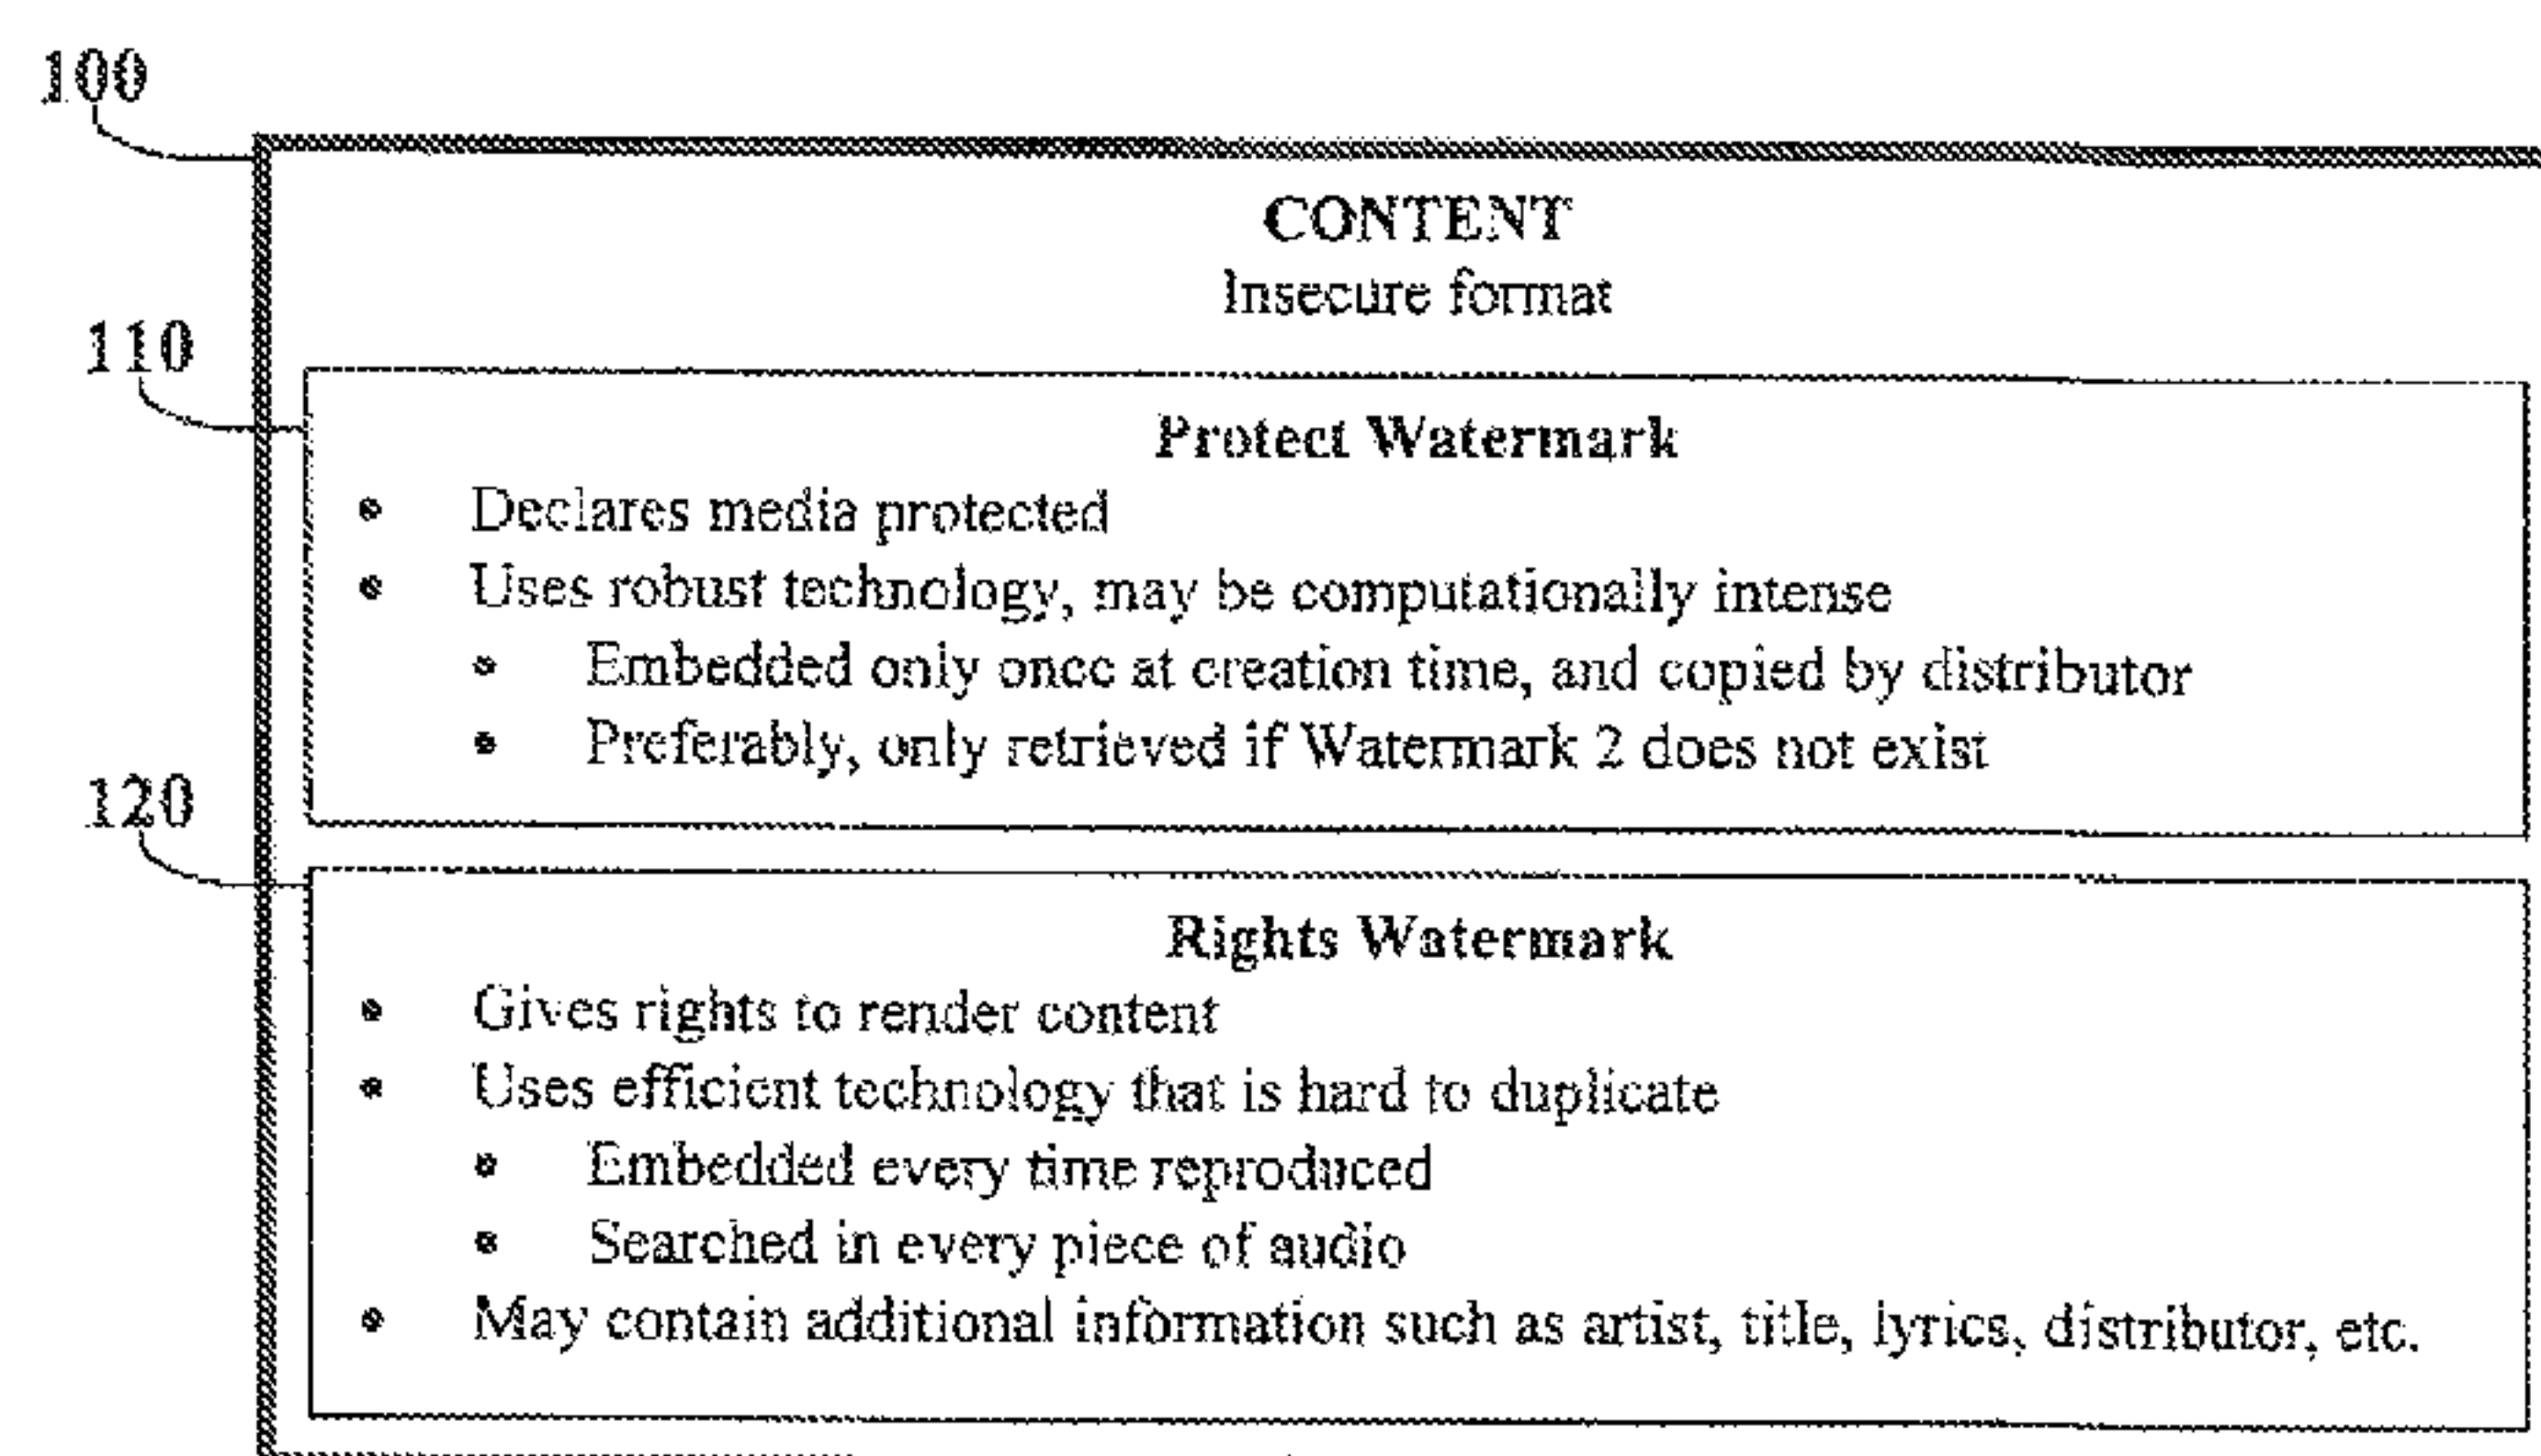 100
CONTENT
Insecure format
110
Protect Watermark
• Declares media protected
• Uses robust technology, may be computationally intense
• Embedded only once at creation time, and copied by distributor
• Preferably, only retrieved if Watermark 2 does not exist
120
Rights Watermark
• Gives rights to render content
• Uses efficient technology that is hard to duplicate
• Embedded every time reproduced
• Searched in every piece of audio
• May contain additional information such as artist, title, lyrics, distributor, etc.